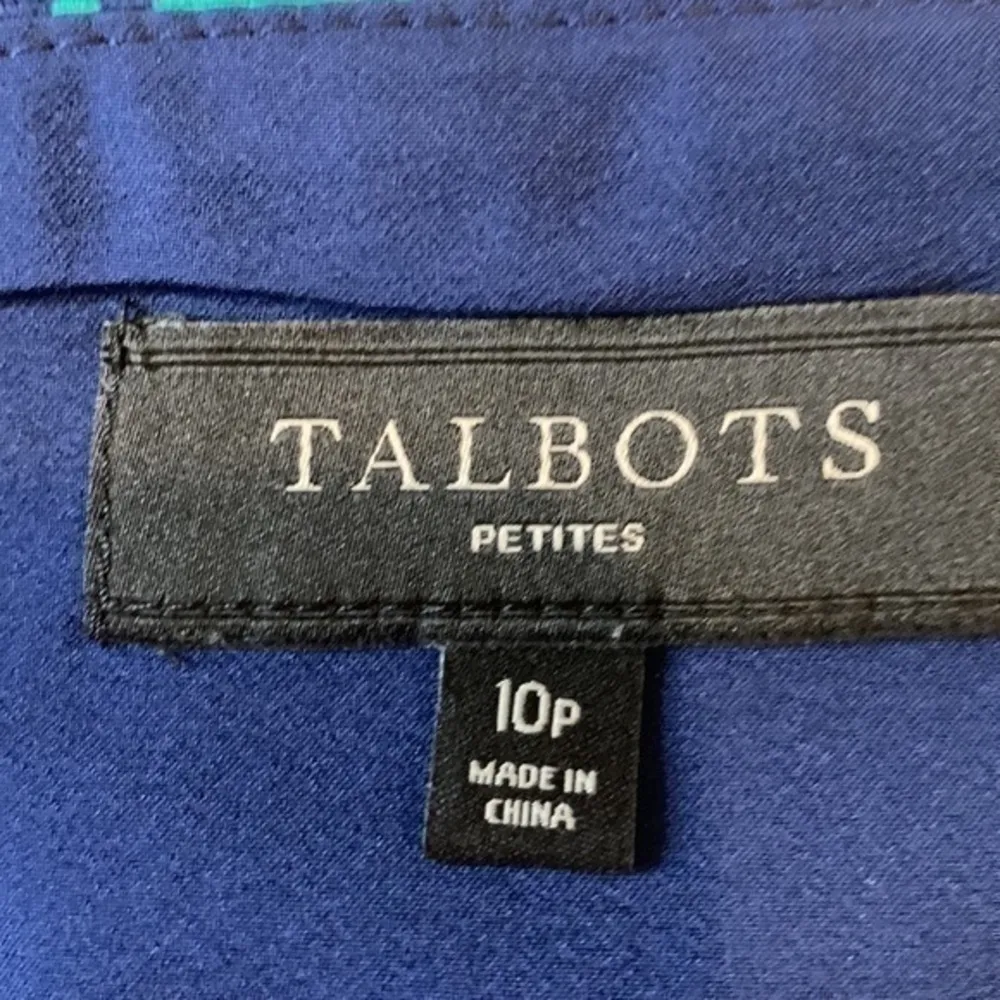 TALBOTS
PETITES
10P
MADE IN
CHINA